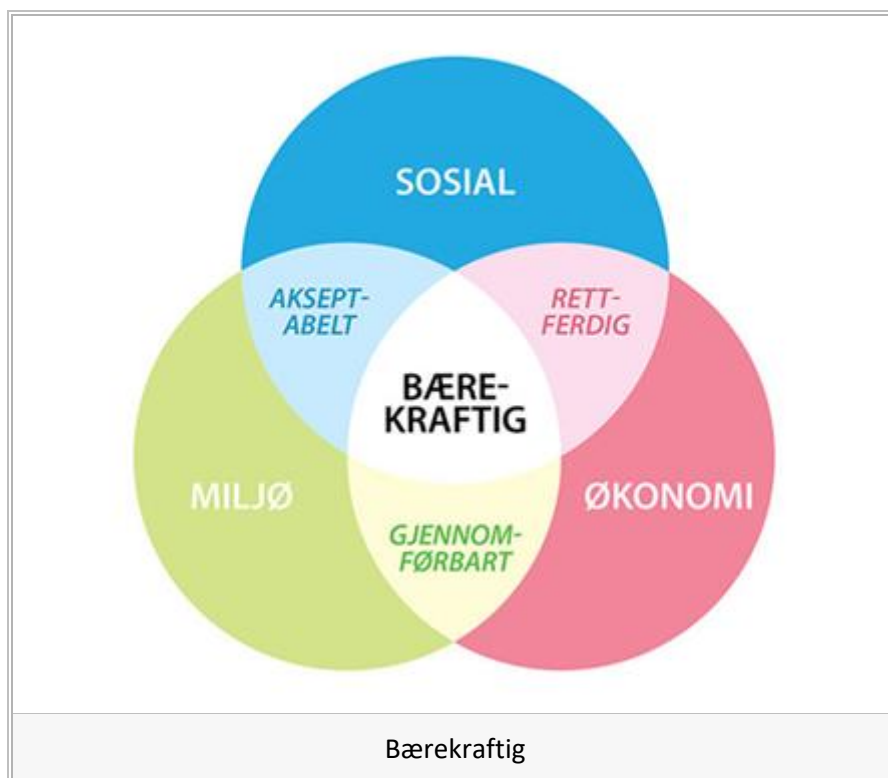 SOSIAL
AKSEPT-
ABELT
RETT-
FERDIG
BÆRE-
KRAFTIG
MILJØ
ØKONOMI
GJENNOM-
FØRBART
Bærekraftig